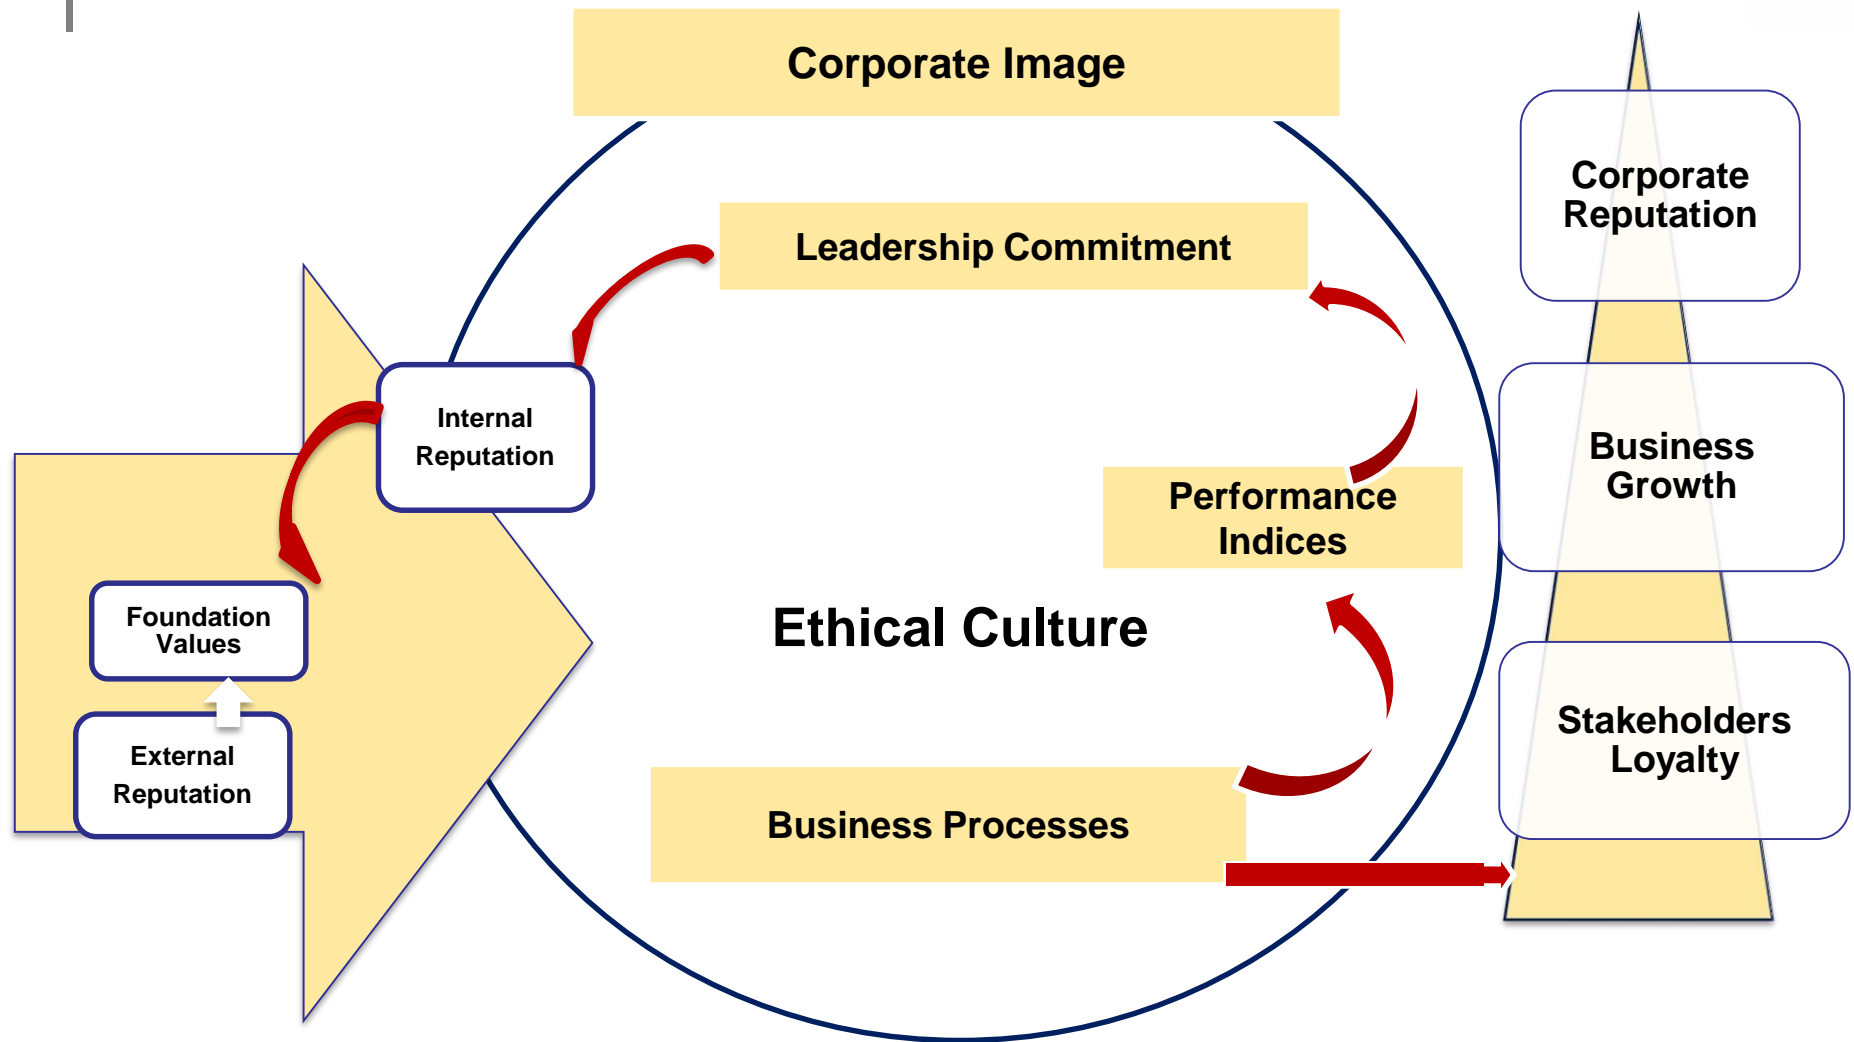 Corporate Image
Leadership Commitment
Internal
Reputation
Foundation
Values
External
Reputation
Performance
Indices
Ethical Culture
Business Processes
Corporate
Reputation
Business
Growth
Stakeholders
Loyalty